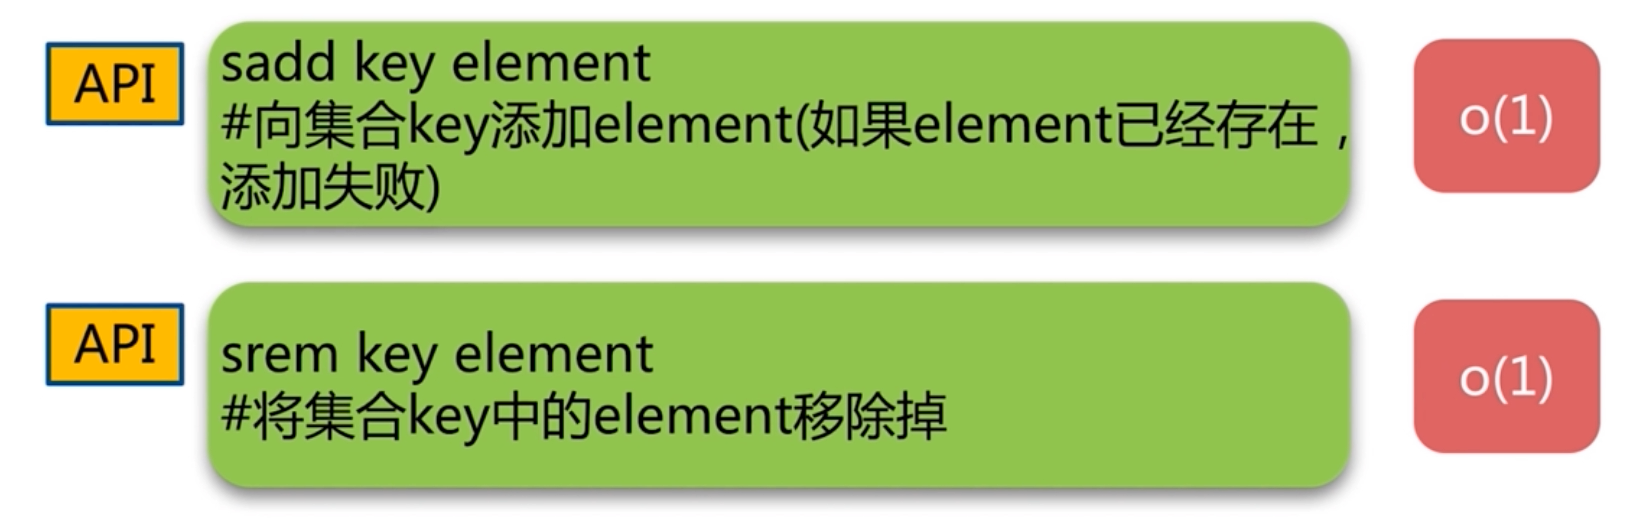 API
sadd key element
#向集合key添加element(如果element已经存在，
添加失败)
o(1)
API
srem key element
#将集合key中的element移除掉
o(1)